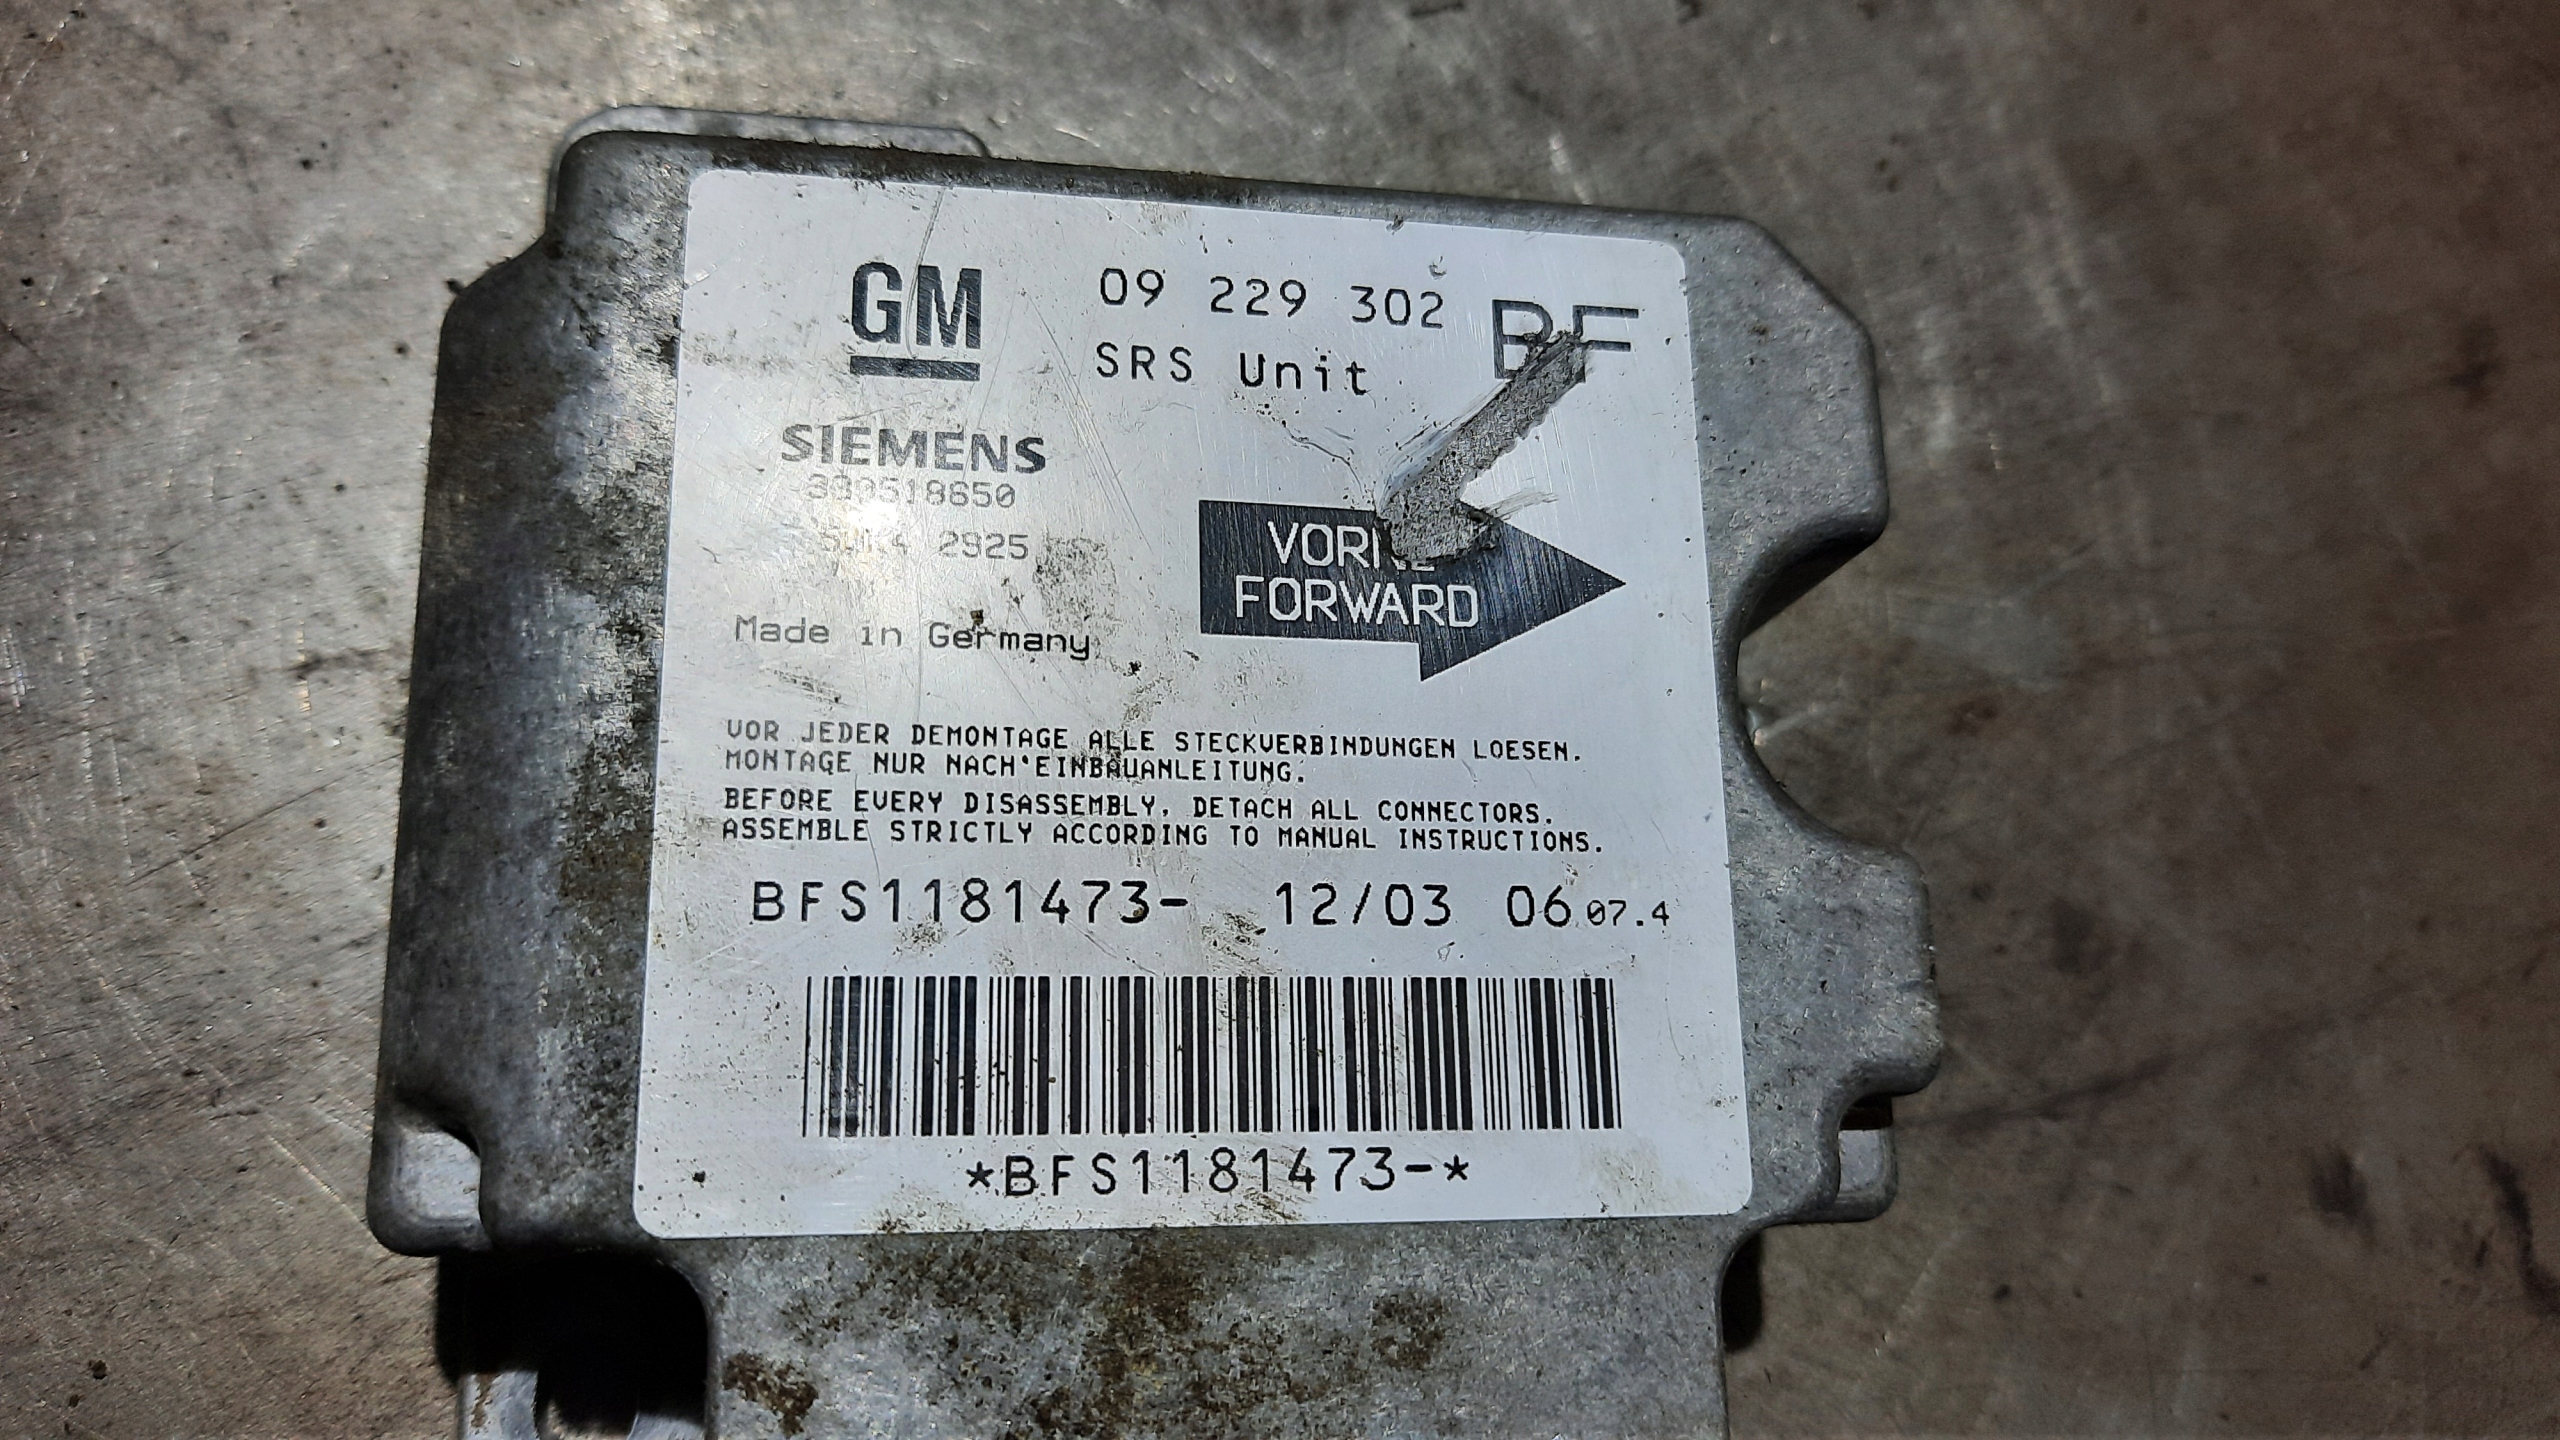 GM
09 229 302
BF
SRS Unit
SIEMENS
2925
VORNE
FORWARD
Made in Germany
VOR JEDER DEMONTAGE ALLE STECKVERBINDUNGEN LOESEN.
MONTAGE NUR NACH EINBAUANLEITUNG.
BEFORE EVERY DISASSEMBLY, DETACH ALL CONNECTORS.
ASSEMBLE STRICTLY ACCORDING TO MANUAL INSTRUCTIONS.
BFS1181473- 12/03 06 07.4
*BFS1181473-*